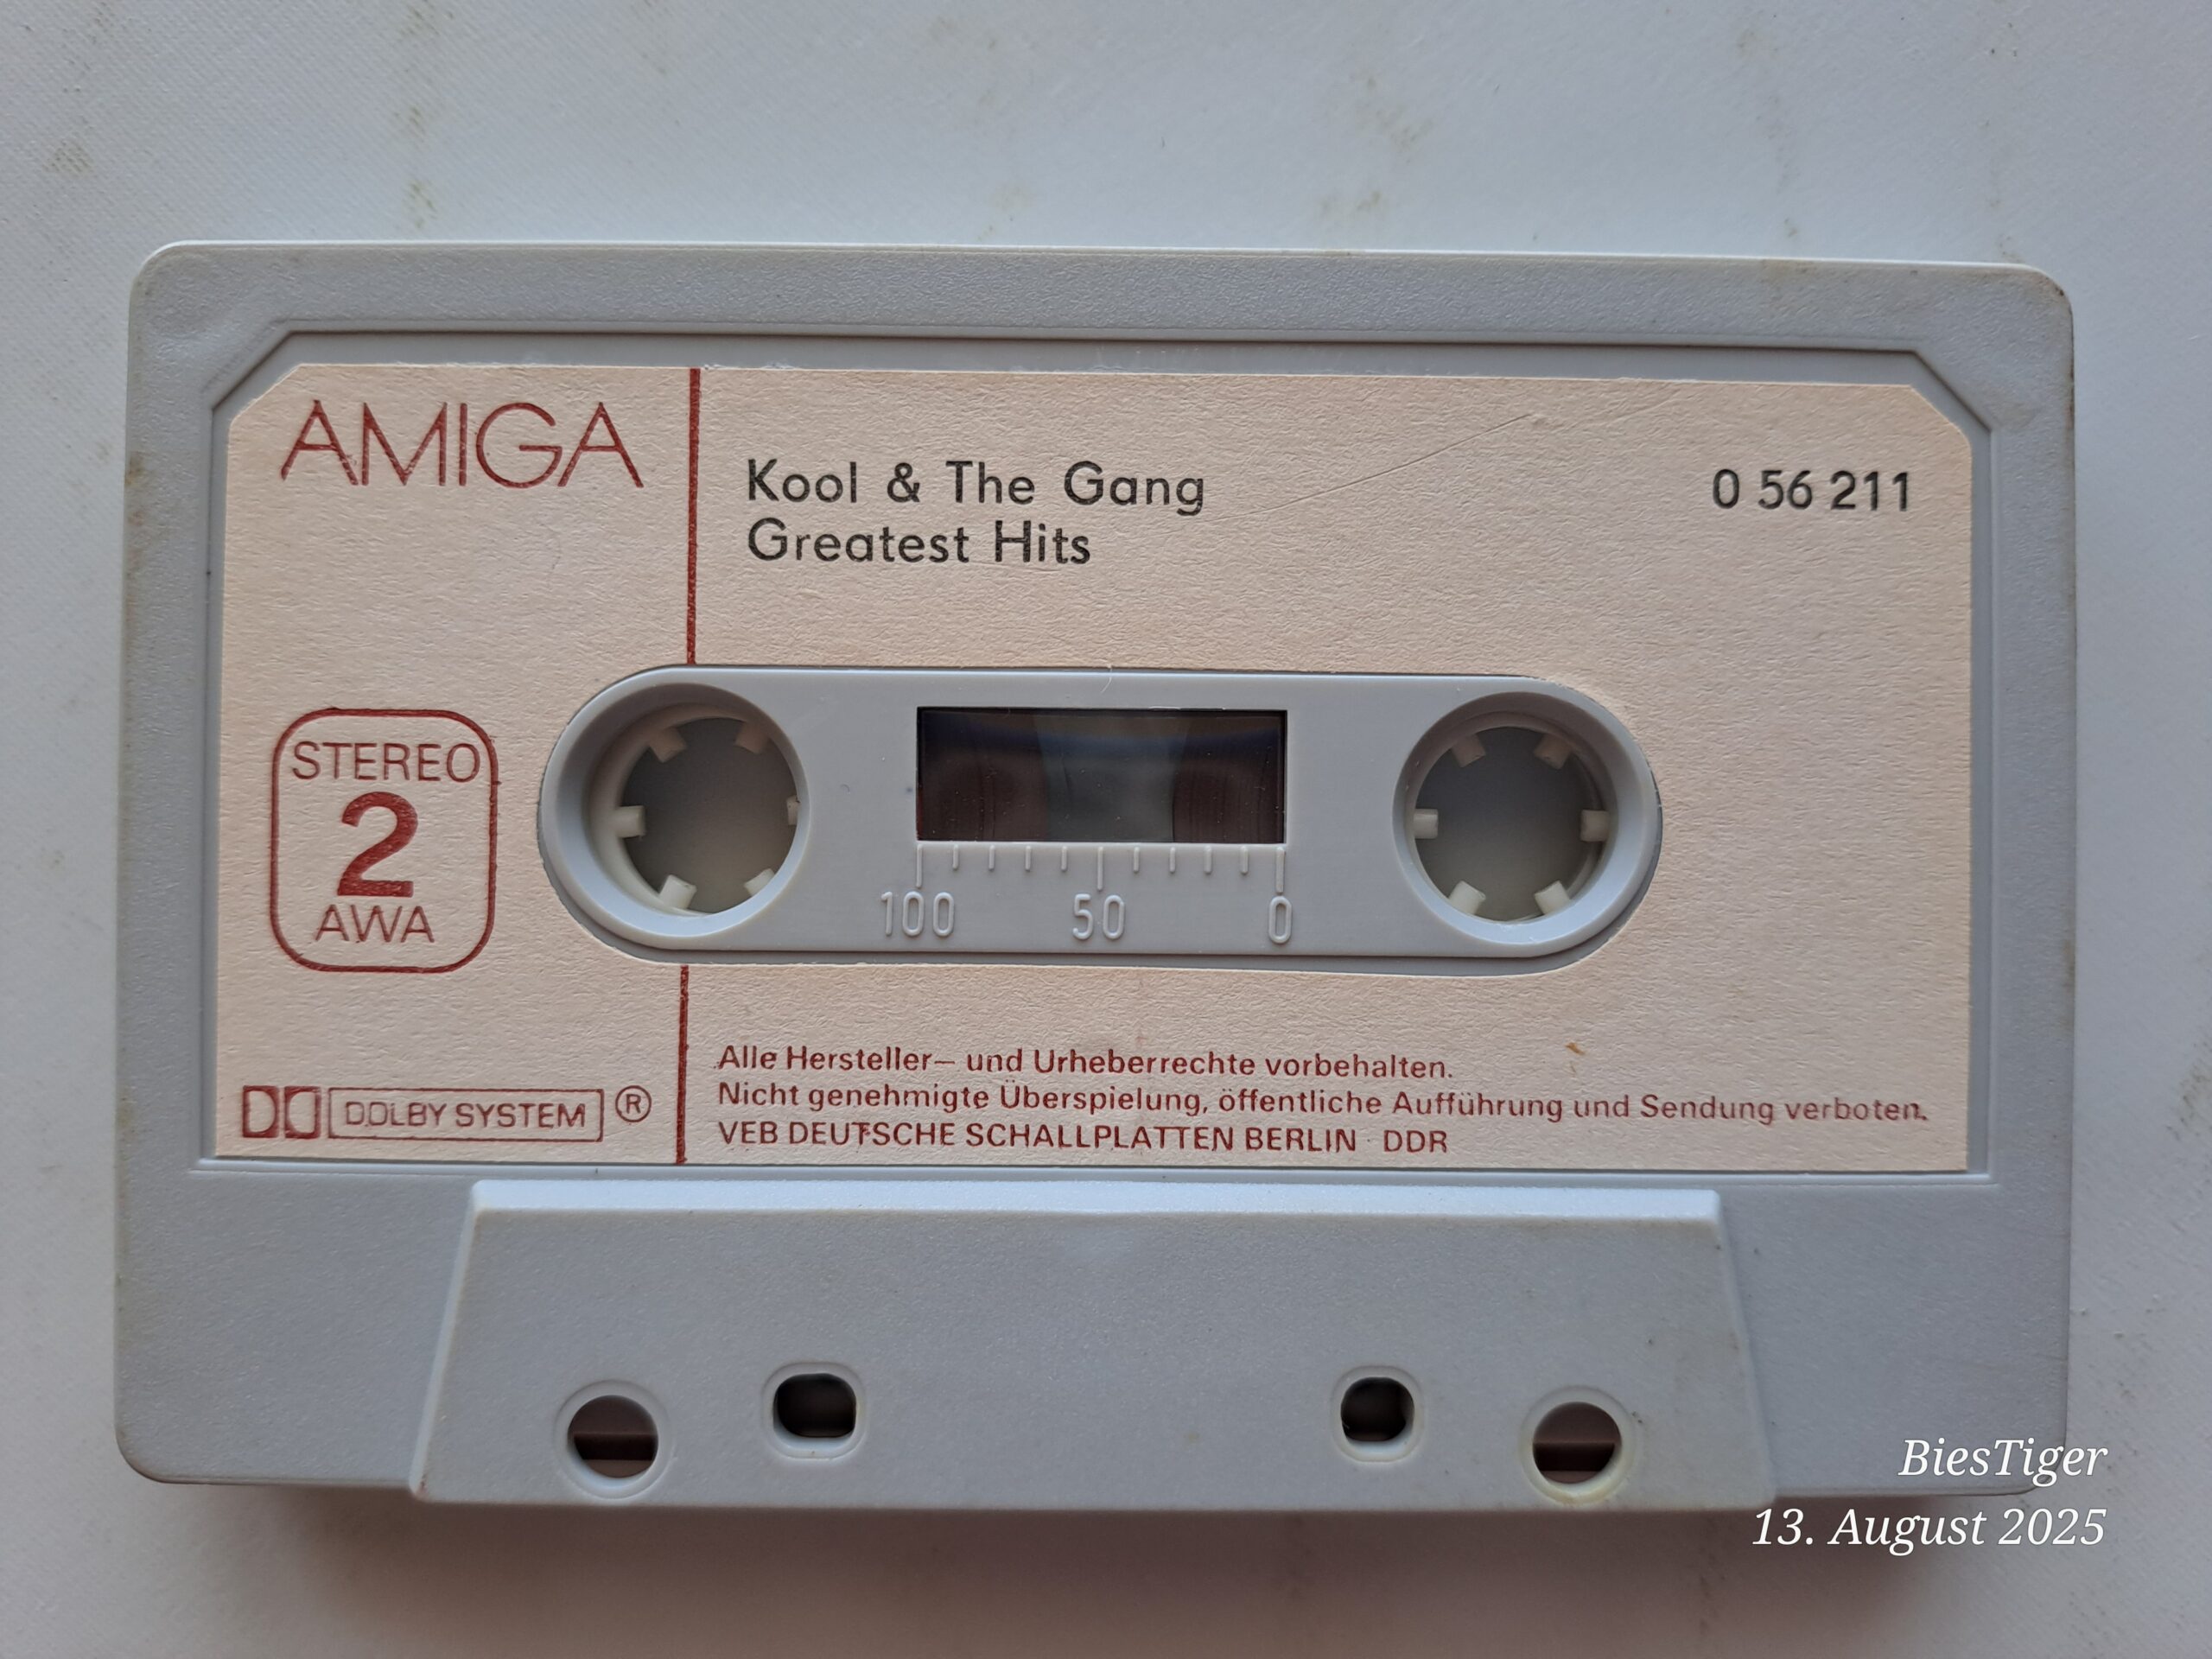 AMIGA
Kool & The Gang
Greatest Hits
0 56 211
STEREO
2
AWA
100 50 0
DOLBY SYSTEM ®
Alle Hersteller- und Urheberrechte vorbehalten.
Nicht genehmigte Überspielung, öffentliche Aufführung und Sendung verboten.
VEB DEUTSCHE SCHALLPLATTEN BERLIN · DDR
BiesTiger
13. August 2025